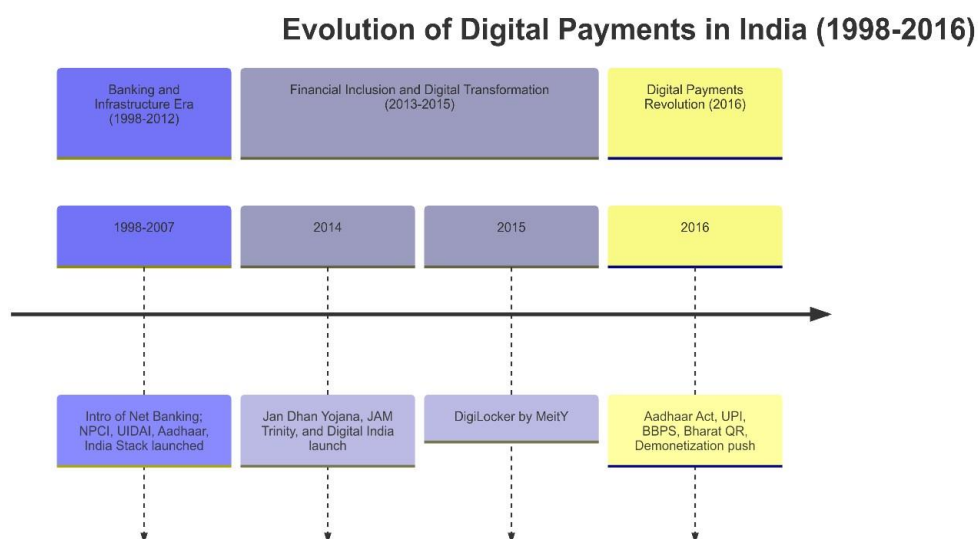 Evolution of Digital Payments in India (1998-2016)
Banking and
Infrastructure Era
(1998-2012)
Financial Inclusion and Digital Transformation
(2013-2015)
Digital Payments
Revolution (2016)
1998-2007
2014
2015
2016
Intro of Net Banking;
NPCI, UIDAI, Aadhaar,
India Stack launched
Jan Dhan Yojana, JAM
Trinity, and Digital India
launch
DigiLocker by MeitY
Aadhaar Act, UPI,
BBPS, Bharat QR,
Demonetization push